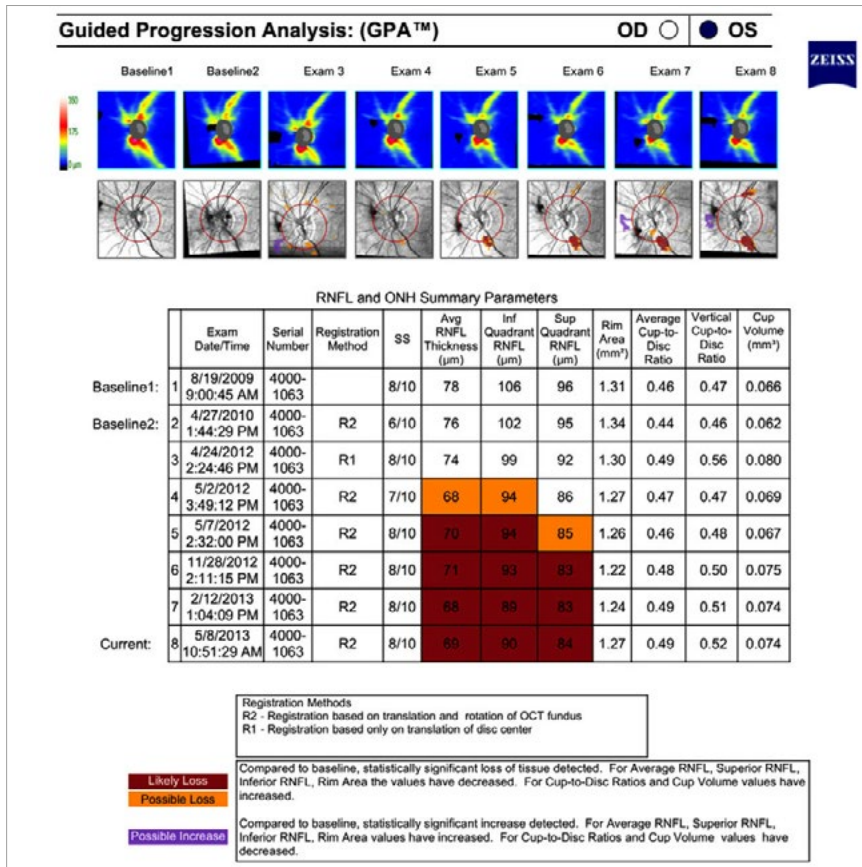 Guided Progression Analysis: (GPA™) OD OS
ZEISS
Baseline1 Baseline2 Exam 3 Exam 4 Exam 5 Exam 6 Exam 7 Exam 8
350
175
0 µm
RNFL and ONH Summary Parameters
Exam Date/Time Serial Number Registration Method SS Avg RNFL Thickness (µm) Inf Quadrant RNFL (µm) Sup Quadrant RNFL (µm) Rim Area (mm²) Average Cup-to-Disc Ratio Vertical Cup-to-Disc Ratio Cup Volume (mm³)
Baseline1: 1 8/19/2009 9:00:45 AM 4000-1063 8/10 78 106 96 1.31 0.46 0.47 0.066
Baseline2: 2 4/27/2010 1:44:29 PM 4000-1063 R2 6/10 76 102 95 1.34 0.44 0.46 0.062
3 4/24/2012 2:24:46 PM 4000-1063 R1 8/10 74 99 92 1.30 0.49 0.56 0.080
4 5/2/2012 3:49:12 PM 4000-1063 R2 7/10 68 94 86 1.27 0.47 0.47 0.069
5 5/7/2012 2:32:00 PM 4000-1063 R2 8/10 70 94 85 1.26 0.46 0.48 0.067
6 11/28/2012 2:11:15 PM 4000-1063 R2 8/10 71 93 83 1.22 0.48 0.50 0.075
7 2/12/2013 1:04:09 PM 4000-1063 R2 8/10 68 89 83 1.24 0.49 0.51 0.074
Current: 8 5/8/2013 10:51:29 AM 4000-1063 R2 8/10 69 90 84 1.27 0.49 0.52 0.074
Registration Methods
R2 - Registration based on translation and rotation of OCT fundus
R1 - Registration based only on translation of disc center
Likely Loss
Possible Loss
Compared to baseline, statistically significant loss of tissue detected. For Average RNFL, Superior RNFL,
Inferior RNFL, Rim Area the values have decreased. For Cup-to-Disc Ratios and Cup Volume values have
increased.
Possible Increase
Compared to baseline, statistically significant increase detected. For Average RNFL, Superior RNFL,
Inferior RNFL, Rim Area values have increased. For Cup-to-Disc Ratios and Cup Volume values have
decreased.